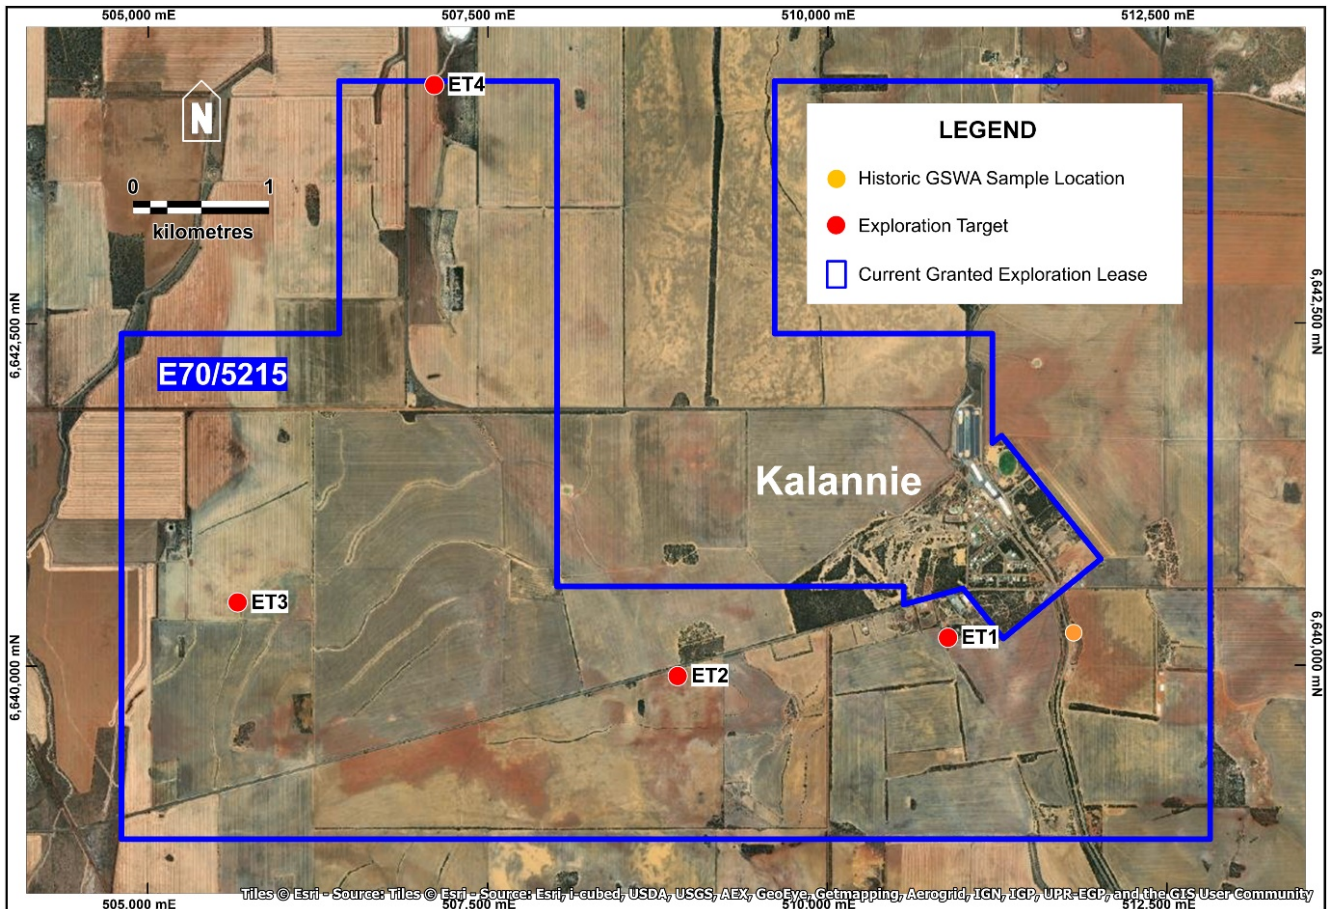 505,000 mE 507,500 mE 510,000 mE 512,500 mE
ET4
N
LEGEND
Historic GSWA Sample Location
Exploration Target
Current Granted Exploration Lease
0 1
kilometres
6,642,500 mN 6,642,500 mN
E70/5215
Kalannie
ET3
ET1
ET2
6,640,000 mN 6,640,000 mN
Tiles © Esri - Source: Tiles © Esri - Source: Esri, i-cubed, USDA, USGS, AEX, GeoEye, Getmapping, Aerogrid, IGN, IGP, UPR-EGP, and the GIS User Community
505,000 mE 507,500 mE 510,000 mE 512,500 mE